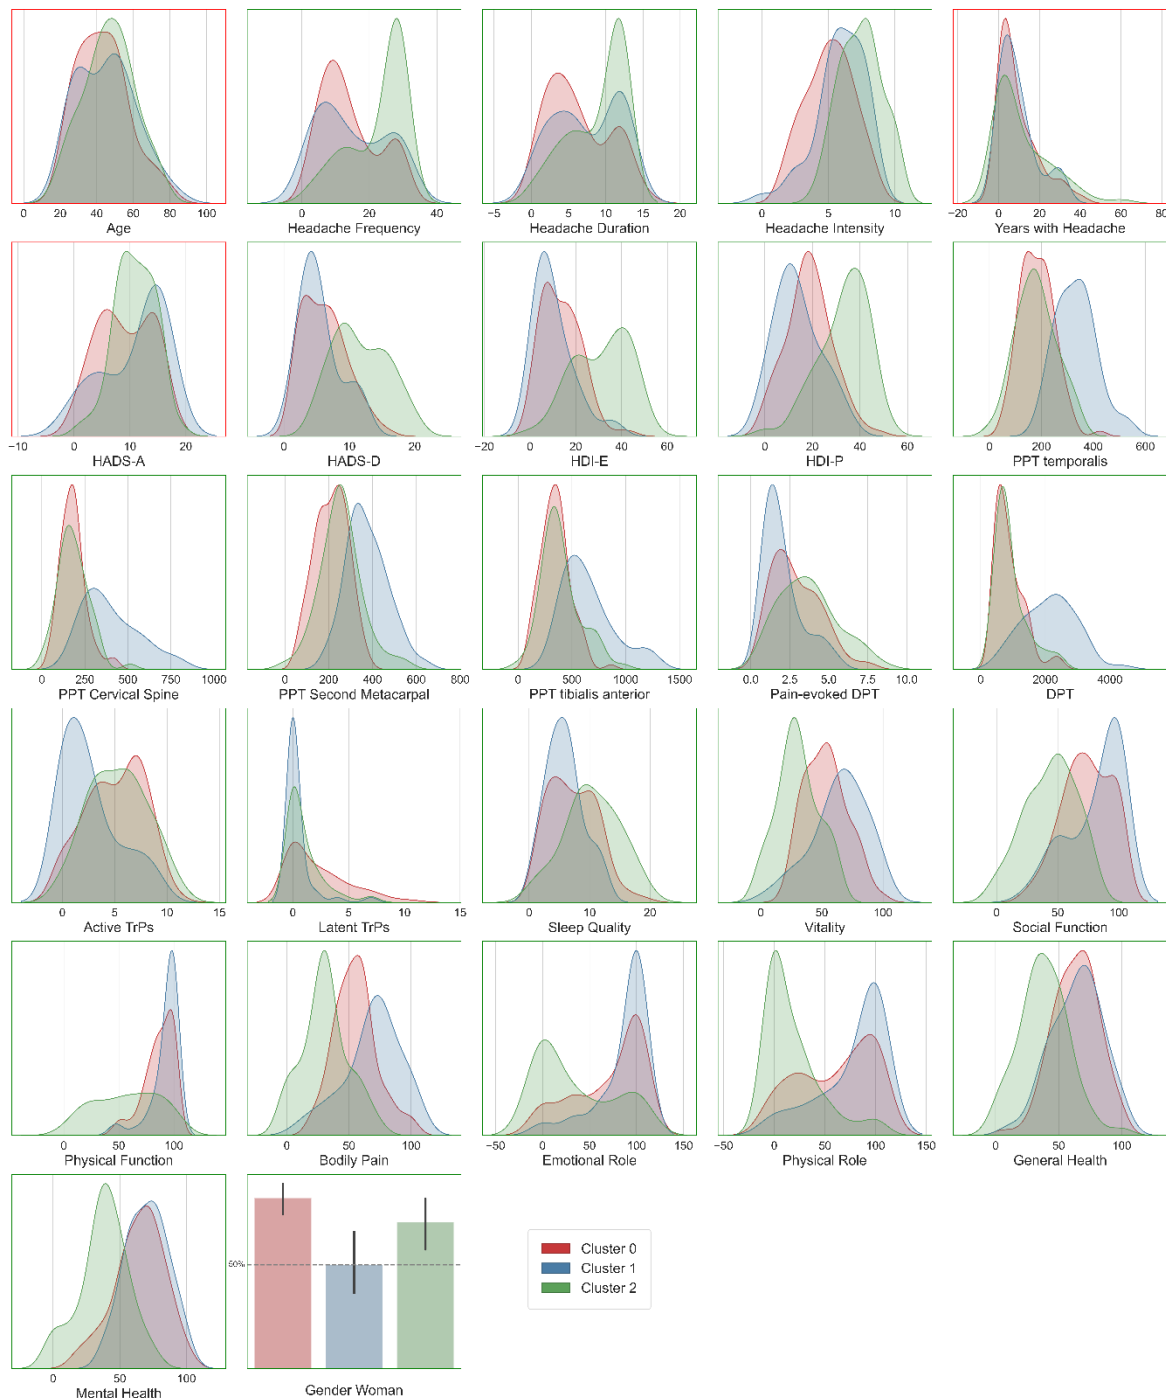 0 20 40 60 80 100
Age
0 20 40
Headache Frequency
−5 0 5 10 15 20
Headache Duration
0 5 10
Headache Intensity
−20 0 20 40 60 80
Years with Headache
−10 0 10 20
HADS-A
0 10 20
HADS-D
−20 0 20 40 60
HDI-E
0 20 40 60
HDI-P
0 200 400 600
PPT temporalis
0 250 500 750 1000
PPT Cervical Spine
0 200 400 600 800
PPT Second Metacarpal
0 500 1000 1500
PPT tibialis anterior
0.0 2.5 5.0 7.5 10.0
Pain-evoked DPT
0 2000 4000
DPT
0 5 10 15
Active TrPs
0 5 10 15
Latent TrPs
0 10 20
Sleep Quality
0 50 100
Vitality
0 50 100
Social Function
0 50 100
Physical Function
0 50 100
Bodily Pain
−50 0 50 100 150
Emotional Role
−50 0 50 100 150
Physical Role
0 50 100
General Health
0 50 100
Mental Health
50%
Gender Woman
Cluster 0
Cluster 1
Cluster 2